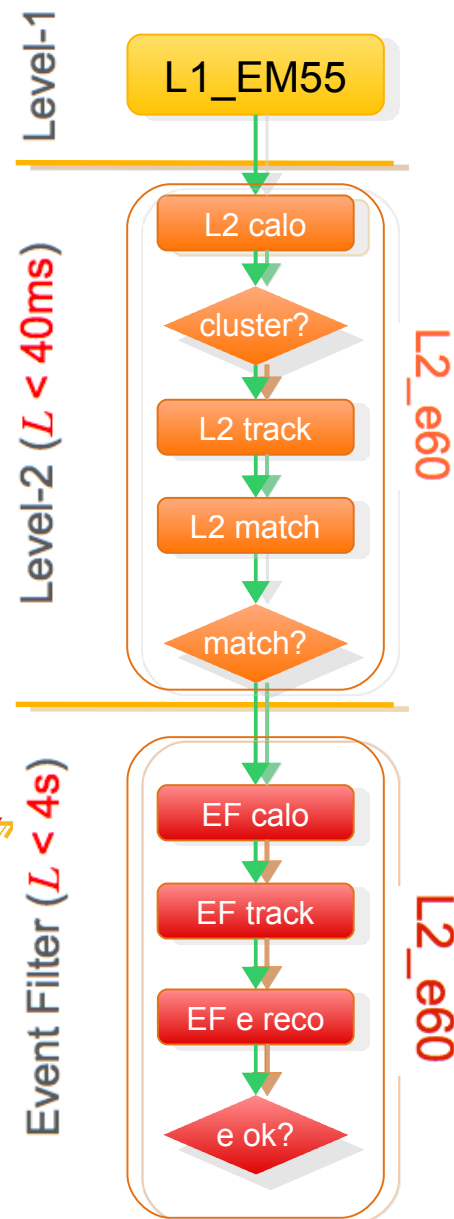 Level-1
L1_EM55
Level-2 (L < 40ms)
L2 calo
cluster?
L2 track
L2 match
match?
L2_e60
Event Filter (L < 4s)
EF calo
EF track
EF e reco
e ok?
L2_e60